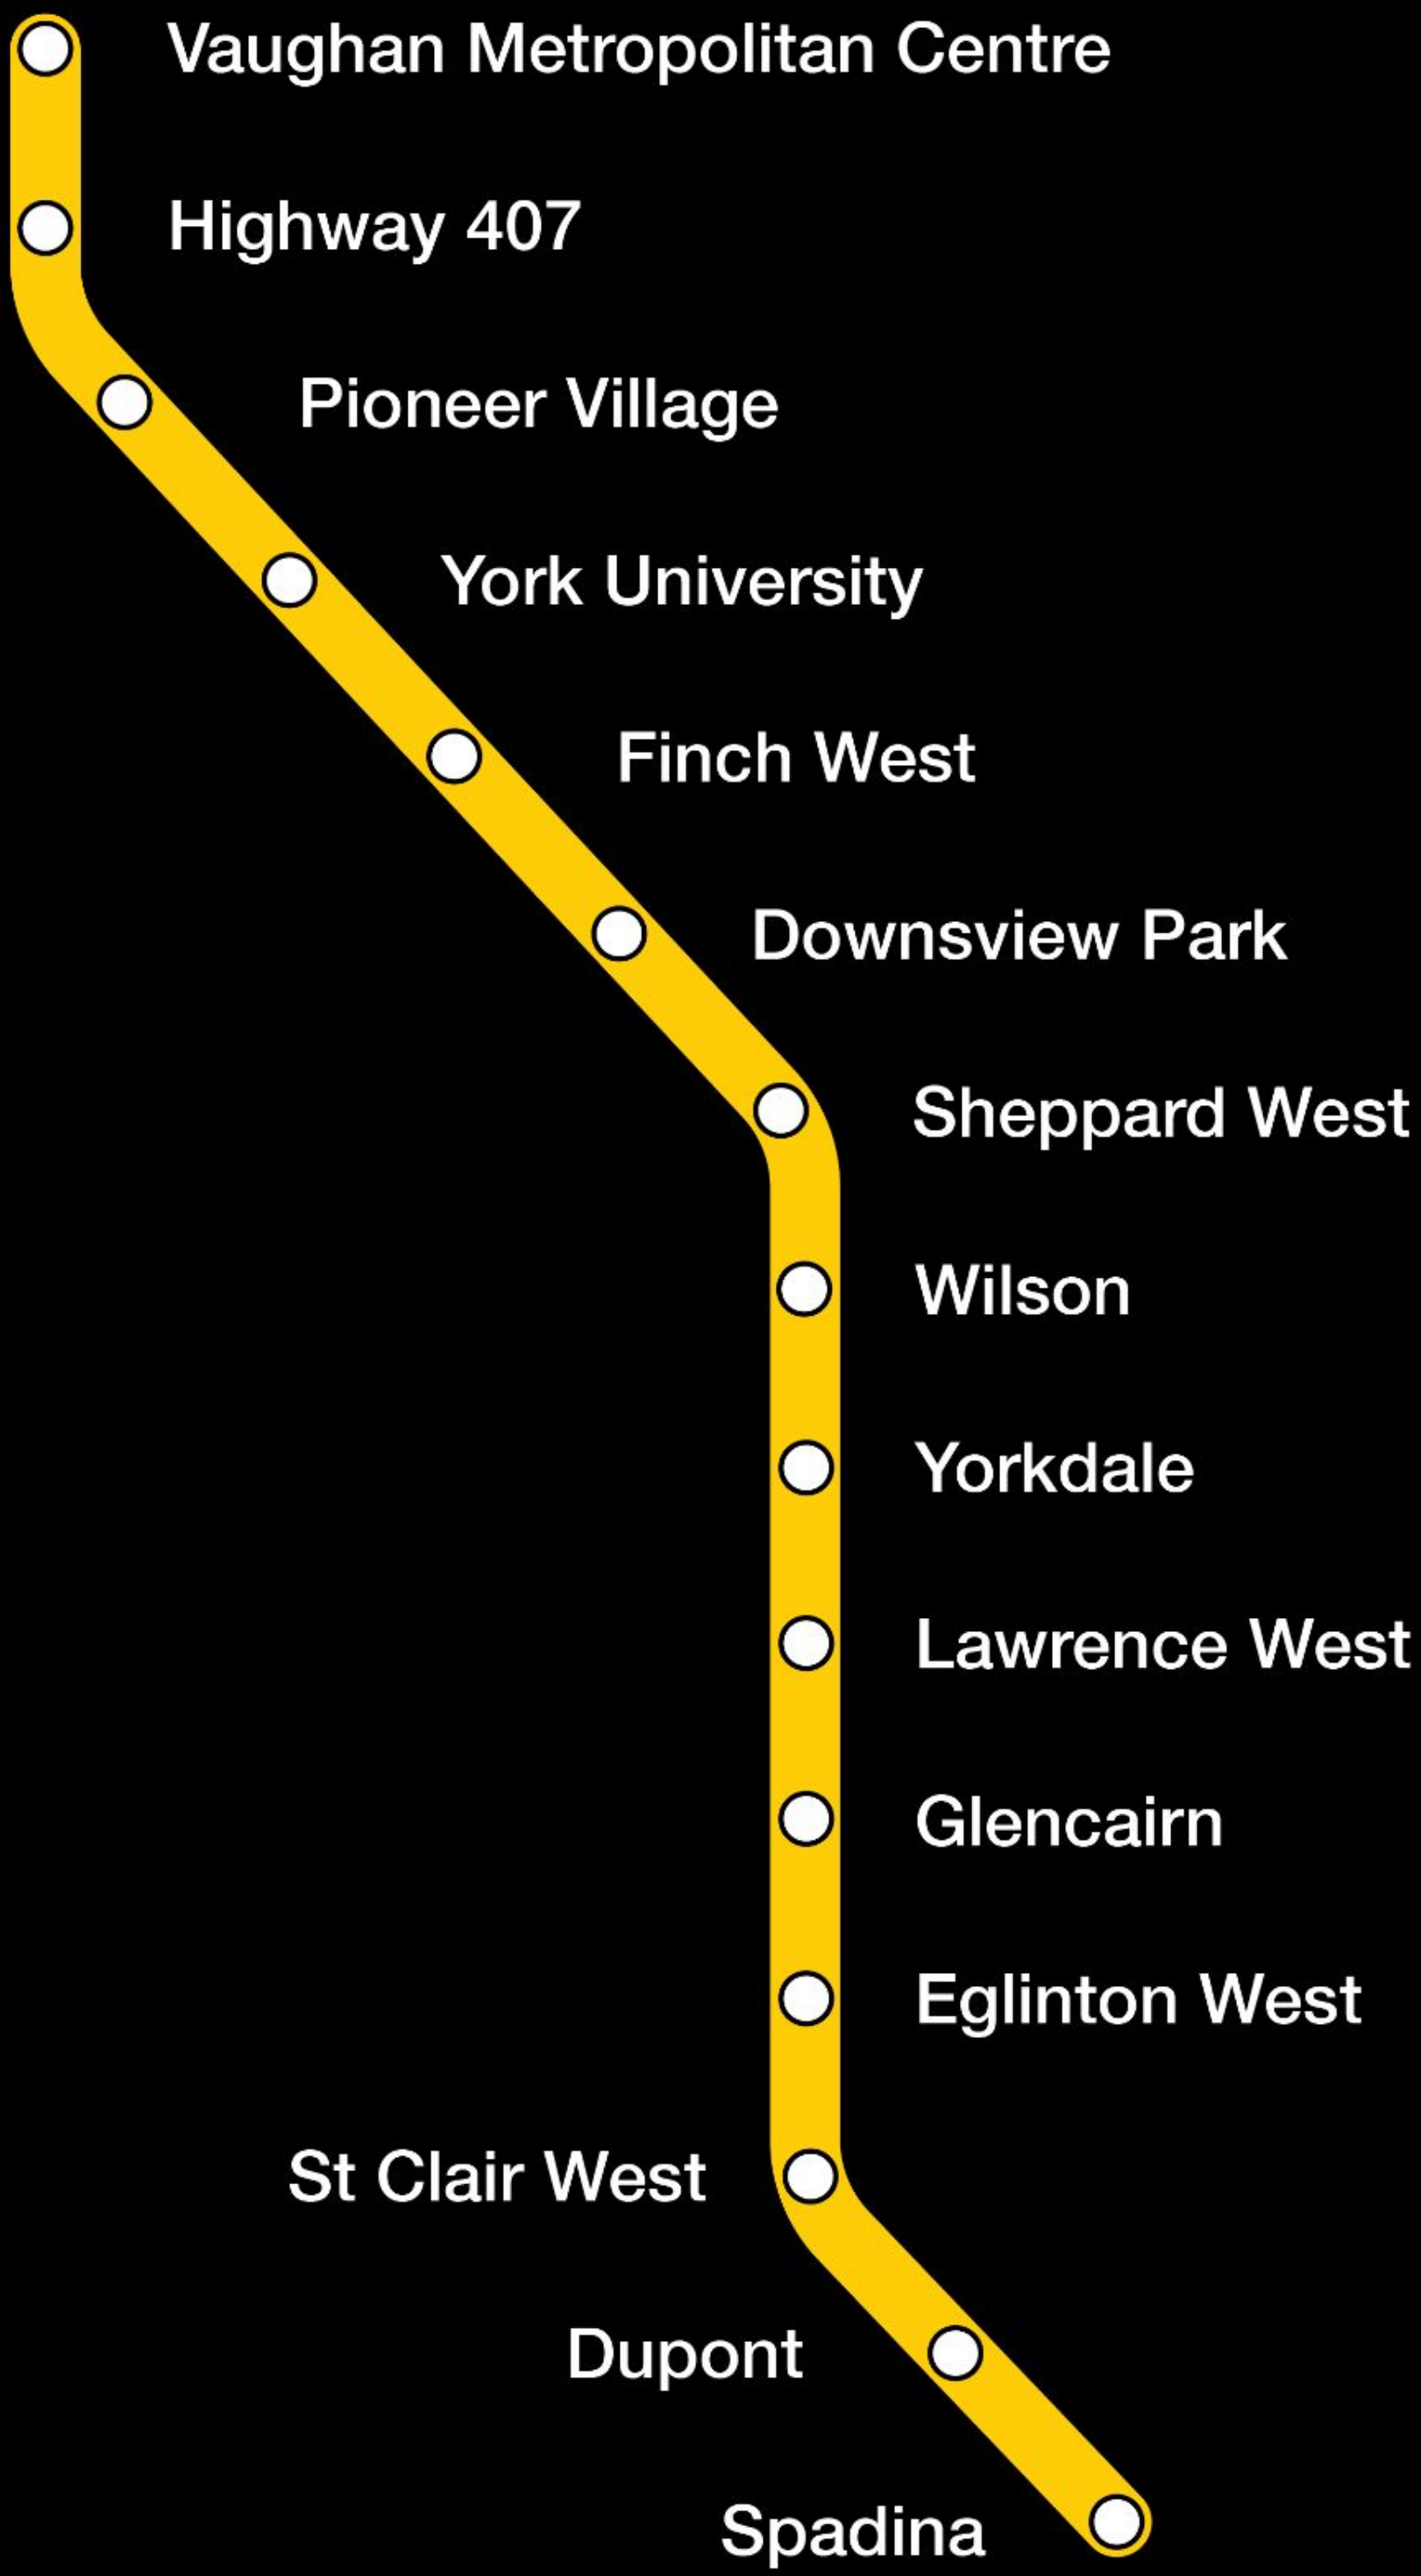 Vaughan Metropolitan Centre
Highway 407
Pioneer Village
York University
Finch West
Downsview Park
Sheppard West
Wilson
Yorkdale
Lawrence West
Glencairn
Eglinton West
St Clair West
Dupont
Spadina